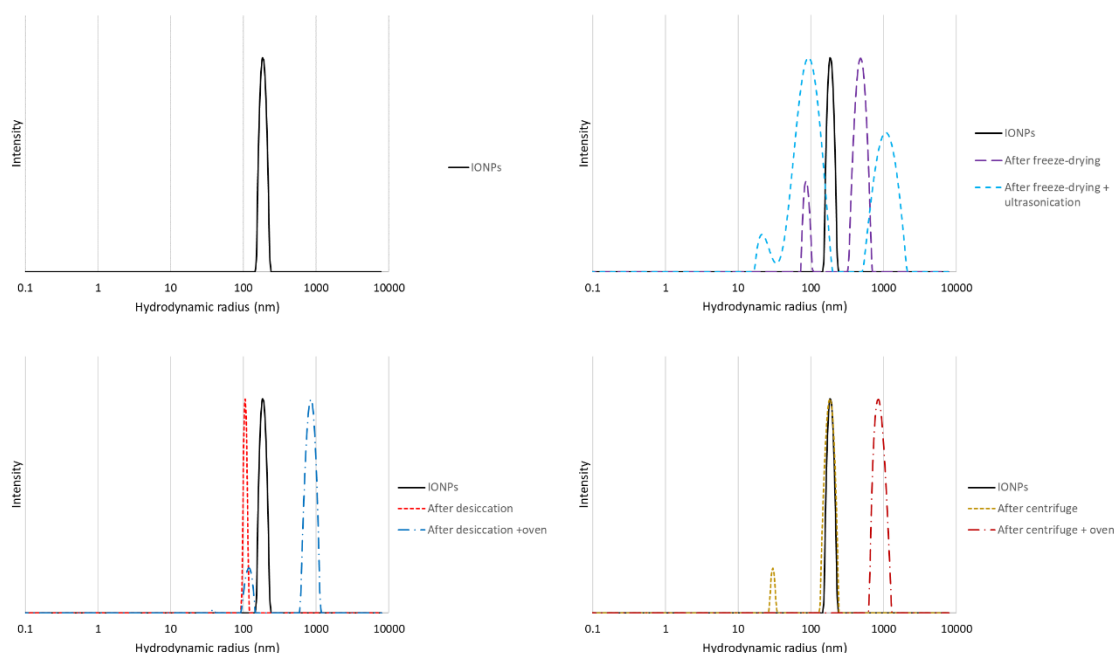 Intensity
IONPs
0.1 1 10 100 1000 10000
Hydrodynamic radius (nm)
Intensity
IONPs
After freeze-drying
After freeze-drying +
ultrasonication
0.1 1 10 100 1000 10000
Hydrodynamic radius (nm)
Intensity
IONPs
After desiccation
After desiccation +oven
0.1 1 10 100 1000 10000
Hydrodynamic radius (nm)
Intensity
IONPs
After centrifuge
After centrifuge + oven
0.1 1 10 100 1000 10000
Hydrodynamic radius (nm)